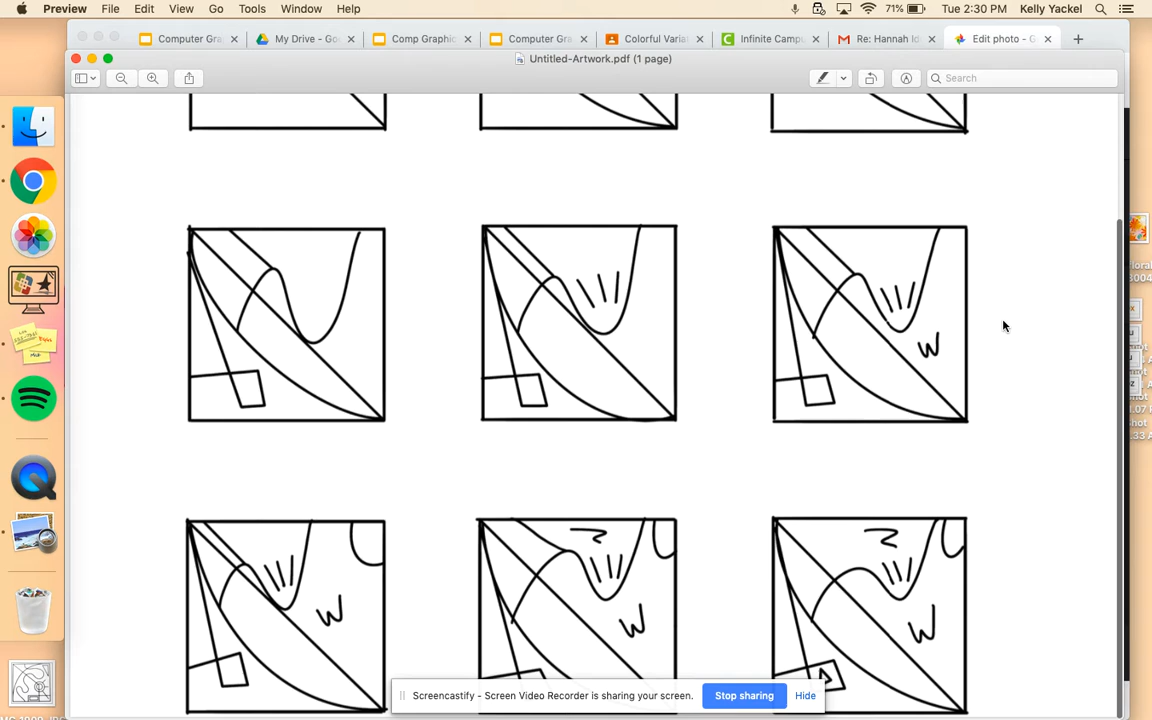 Preview File Edit View Go Tools Window Help 71% Tue 2:30 PM Kelly Yackel
Computer Gra My Drive - Goo Comp Graphic Computer Gra Colorful Varia Infinite Camp Re: Hannah Id Edit photo - G
Untitled-Artwork.pdf (1 page)
Search
W
W
W
W
Screencastify - Screen Video Recorder is sharing your screen. Stop sharing Hide